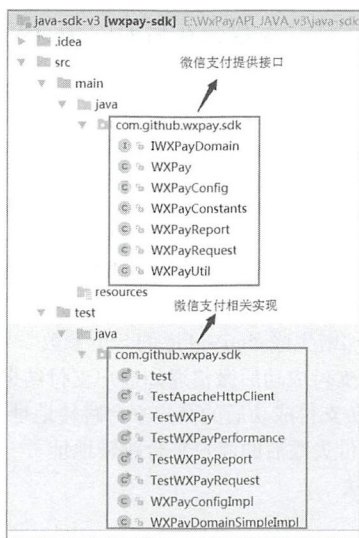 java-sdk-v3 [wxpay-sdk] E:\WxPayAPI_JAVA_v3\java-sdk
.idea
src
微信支付提供接口
main
java
com.github.wxpay.sdk
IWXPayDomain
WXPay
WXPayConfig
WXPayConstants
WXPayReport
WXPayRequest
WXPayUtil
resources
微信支付相关实现
test
java
com.github.wxpay.sdk
test
TestApacheHttpClient
TestWXPay
TestWXPayPerformance
TestWXPayReport
TestWXPayRequest
WXPayConfigImpl
WXPayDomainSimpleImpl